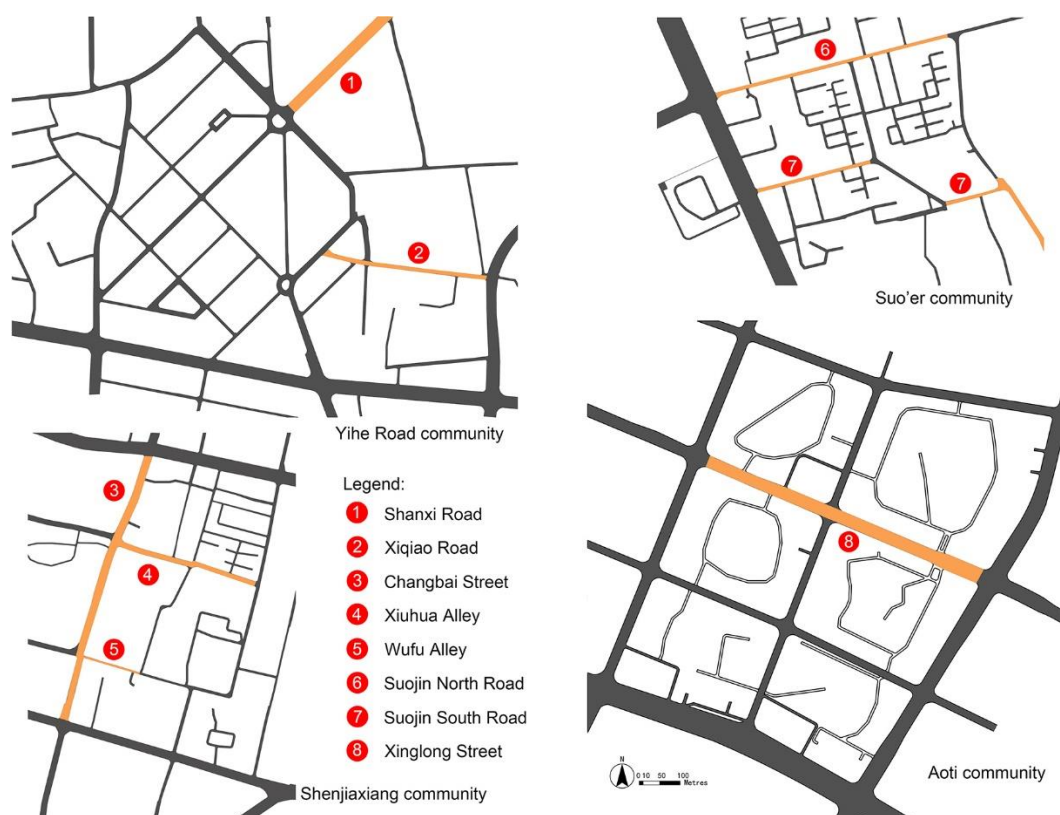 1
2
Yihe Road community
6
7
7
Suo'er community
3
4
5
Shenjiaxiang community
Legend:
1 Shanxi Road
2 Xiqiao Road
3 Changbai Street
4 Xiuhua Alley
5 Wufu Alley
6 Suojin North Road
7 Suojin South Road
8 Xinglong Street
8
N
0 10 50 100
Metres
Aoti community